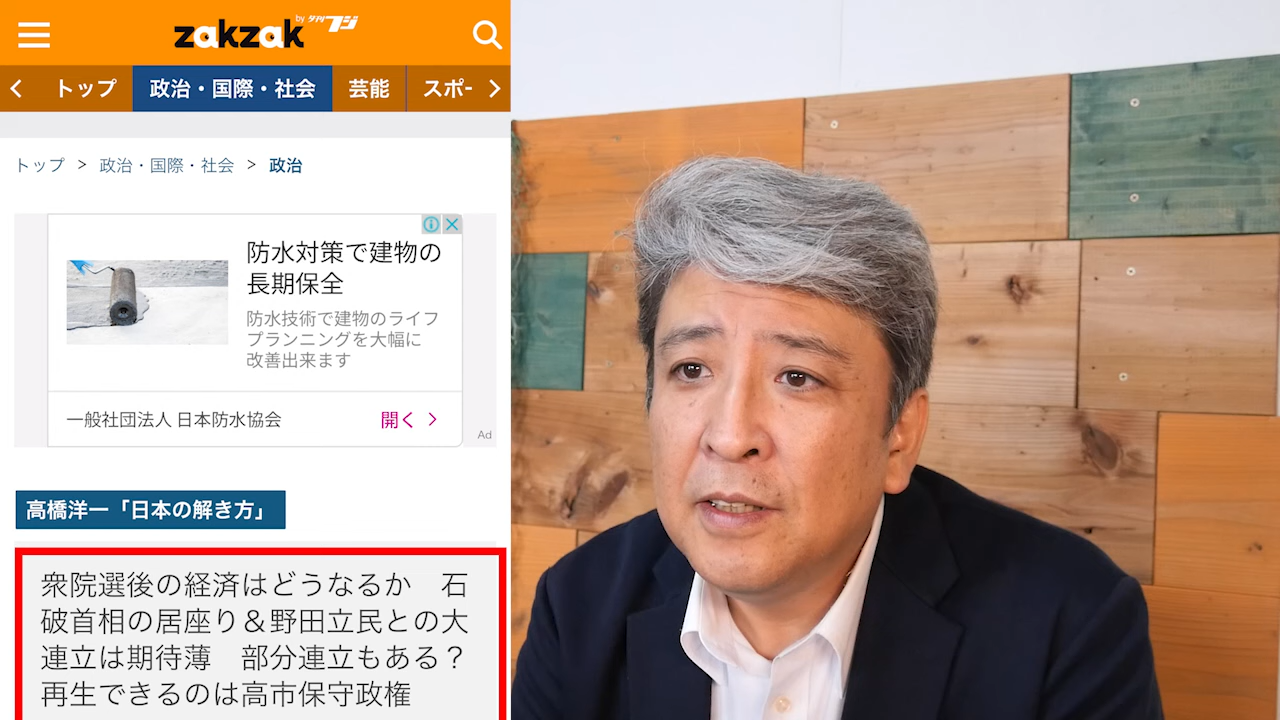 zakzak by 夕刊フジ
トップ
政治・国際・社会
芸能
スポー
トップ > 政治・国際・社会 > 政治
防水対策で建物の
長期保全
防水技術で建物のライフ
プランニングを大幅に
改善出来ます
一般社団法人 日本防水協会
開く
Ad
高橋洋一「日本の解き方」
衆院選後の経済はどうなるか　石
破首相の居座り＆野田立民との大
連立は期待薄　部分連立もある？
再生できるのは高市保守政権